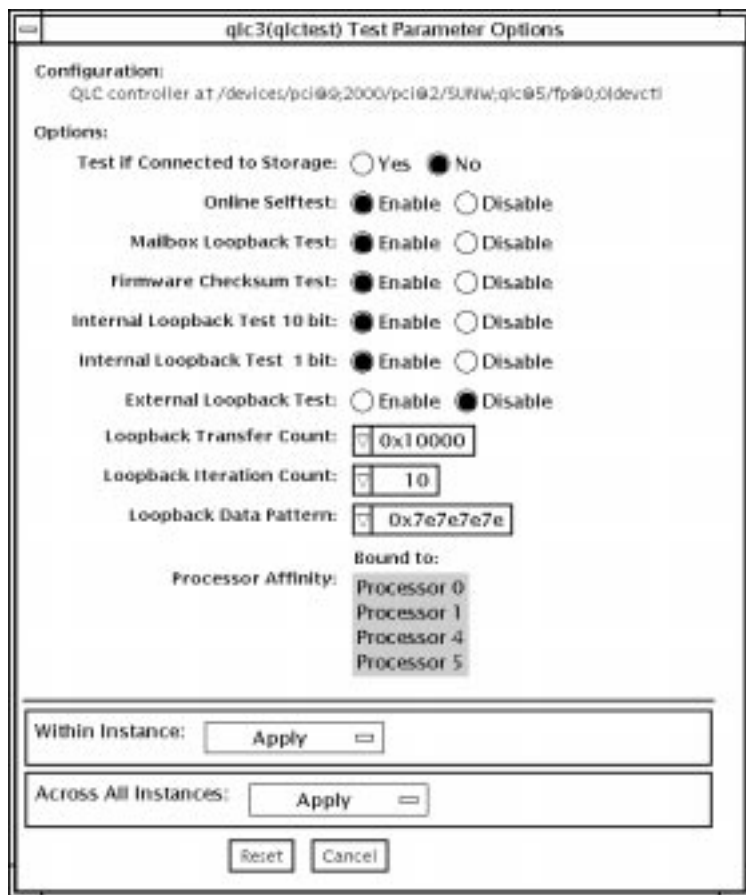 qlc3(qlctest) Test Parameter Options
Configuration:
QLC controller at /devices/pci@9;2000/pci@2/SUNW;qlc@5/fp@0;0|devctl
Options:
Test if Connected to Storage: Yes No
Online Selftest: Enable Disable
Mailbox Loopback Test: Enable Disable
Firmware Checksum Test: Enable Disable
Internal Loopback Test 10 bit: Enable Disable
Internal Loopback Test 1 bit: Enable Disable
External Loopback Test: Enable Disable
Loopback Transfer Count: 0x10000
Loopback Iteration Count: 10
Loopback Data Pattern: 0x7e7e7e7e
Bound to:
Processor Affinity:
Processor 0
Processor 1
Processor 4
Processor 5
Within Instance: Apply
Across All Instances: Apply
Reset Cancel